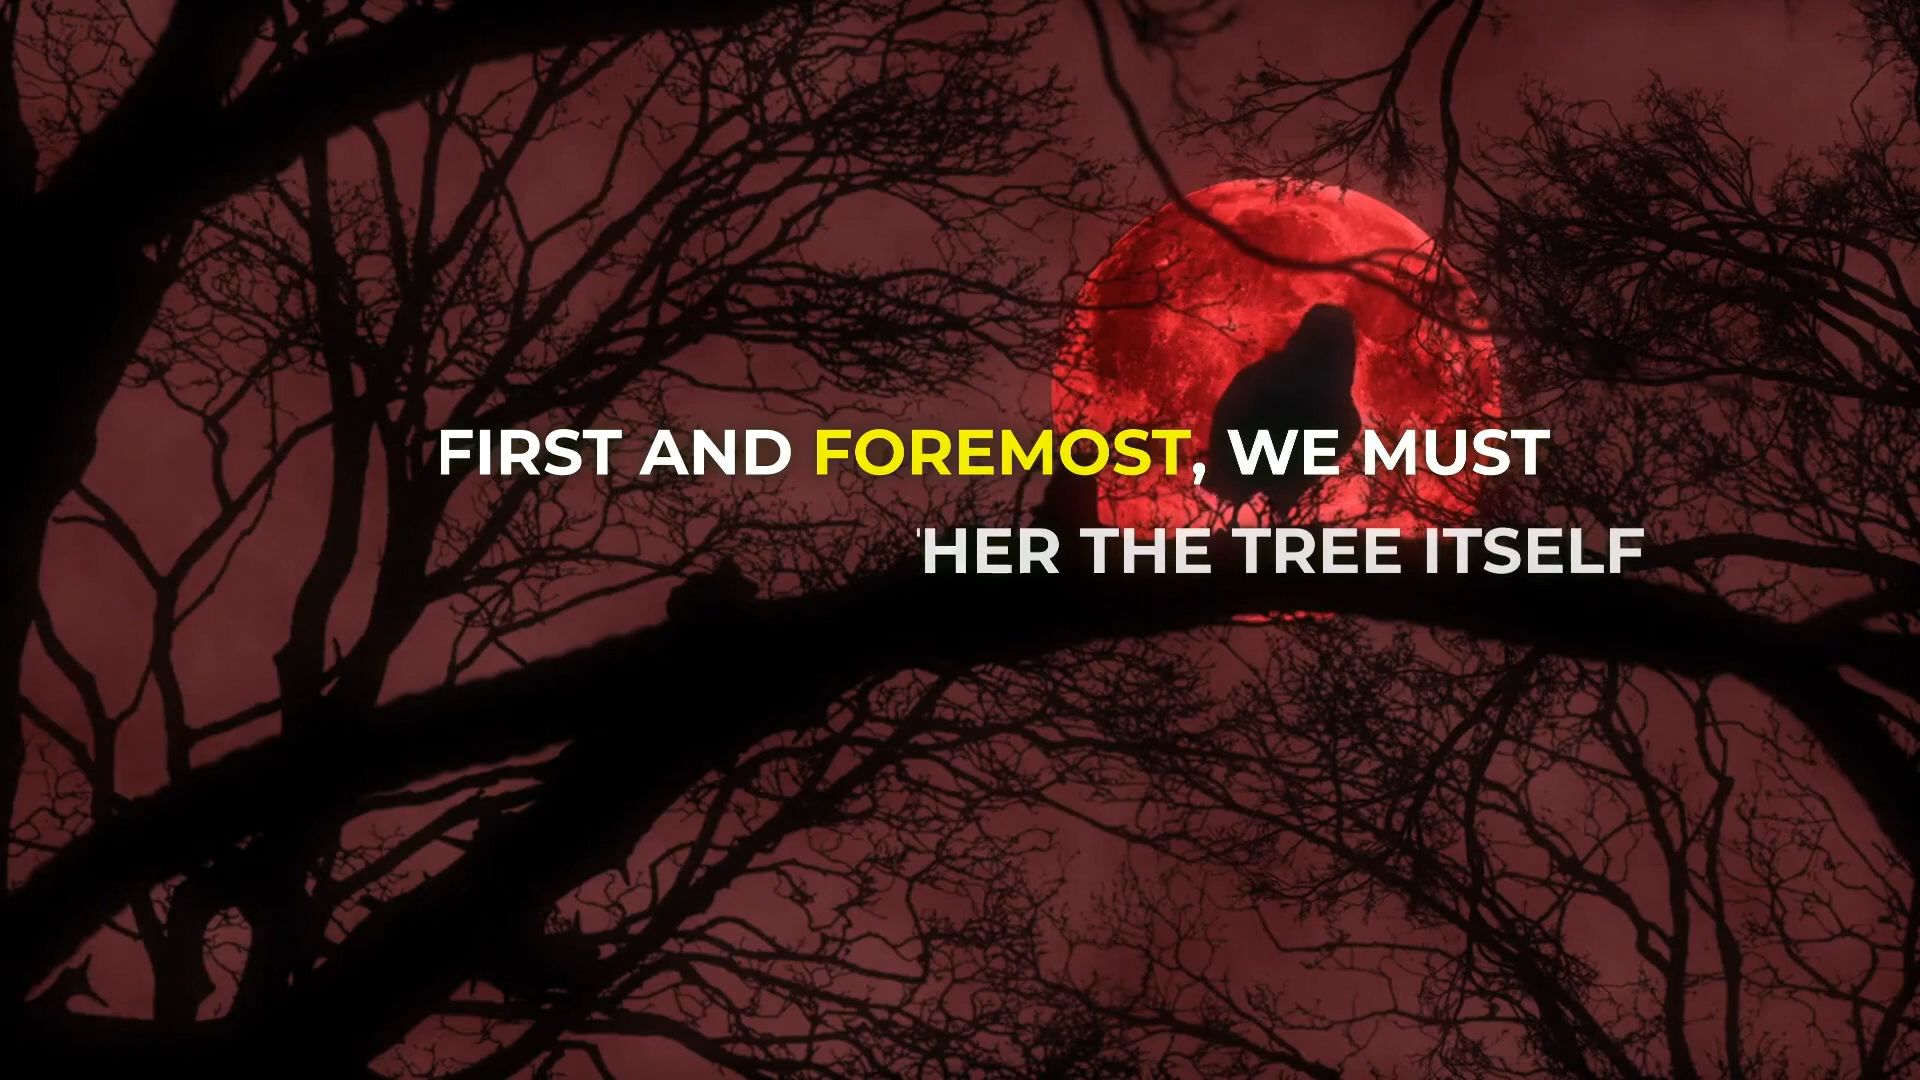 FIRST AND FOREMOST, WE MUST
HER THE TREE ITSELF